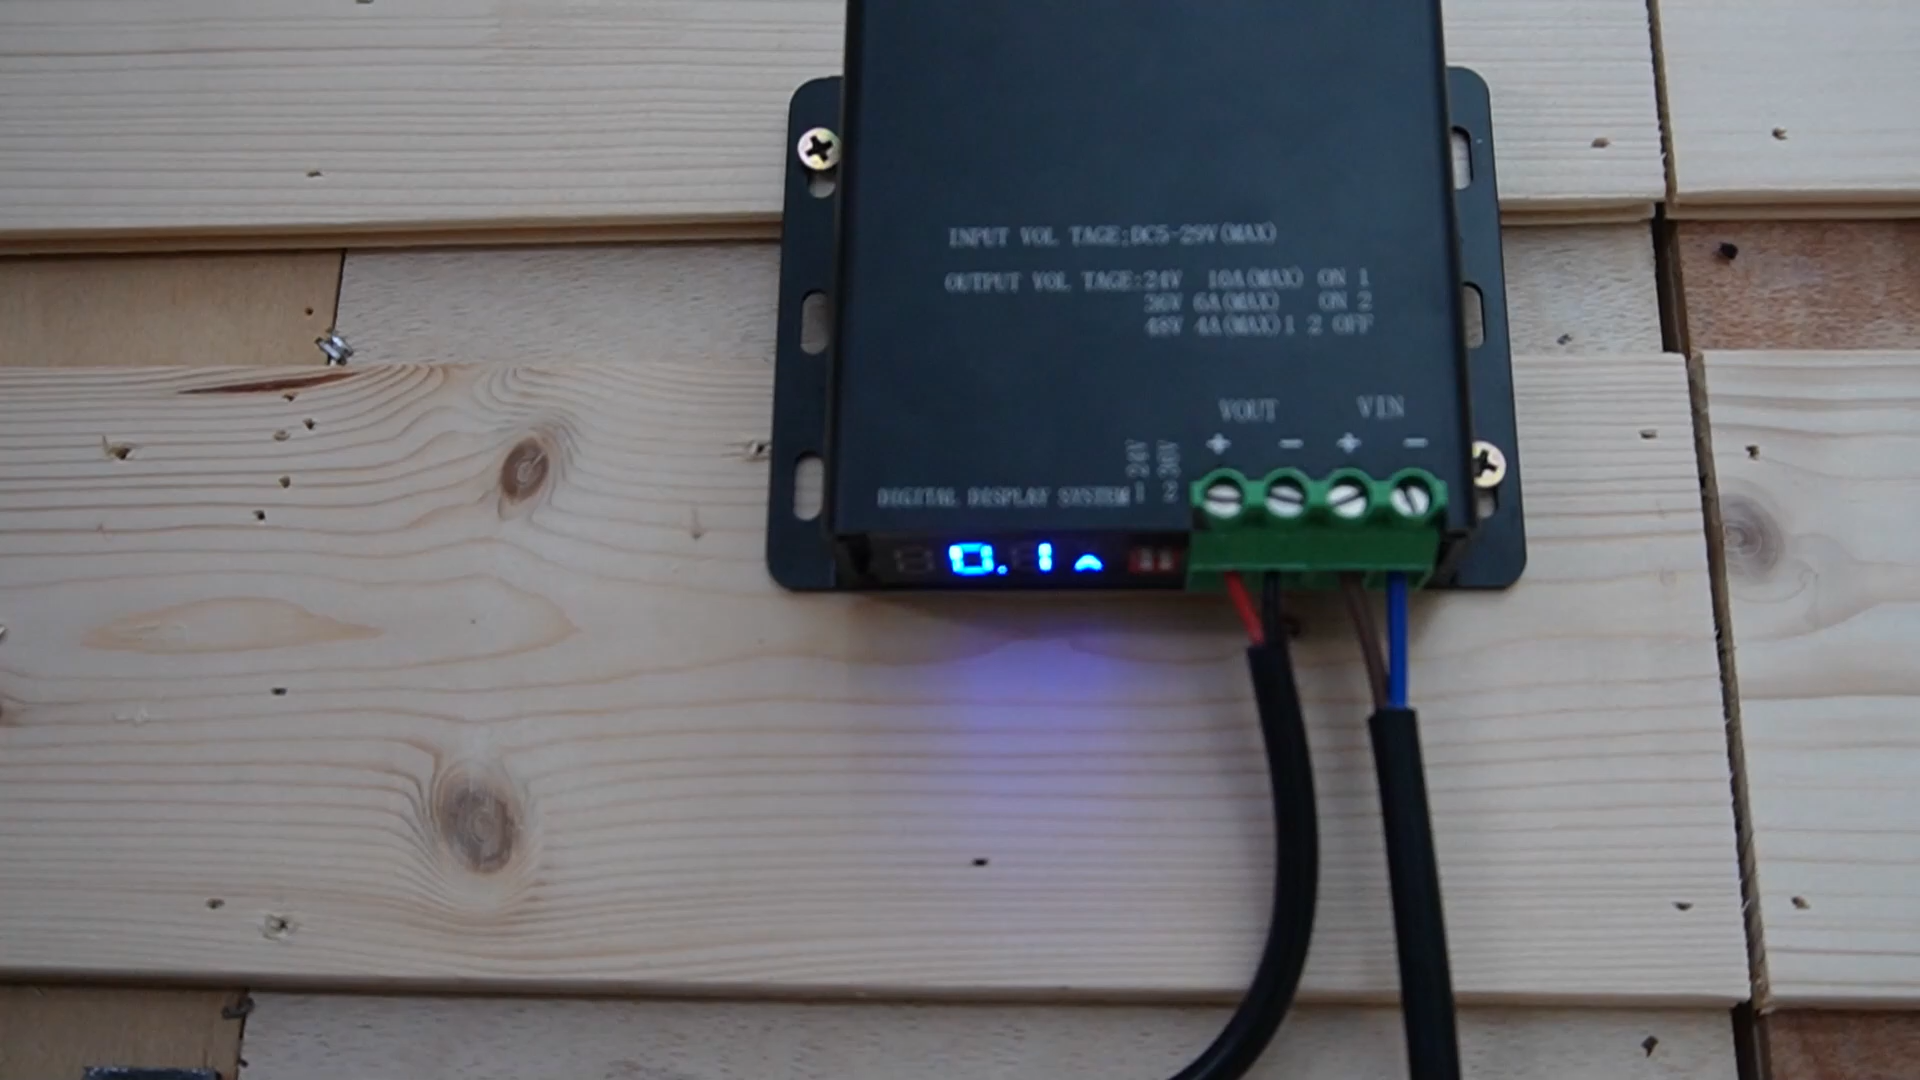 INPUT VOL TAGE:DC5-29V(MAX)
OUTPUT VOL TAGE:24V 10A(MAX) ON 1
36V 6A(MAX) ON 2
48V 4A(MAX)1 2 OFF
VOUT VIN
+ - + -
1 24V
2 36V
DIGITAL DISPLAY SYSTEM
0.1